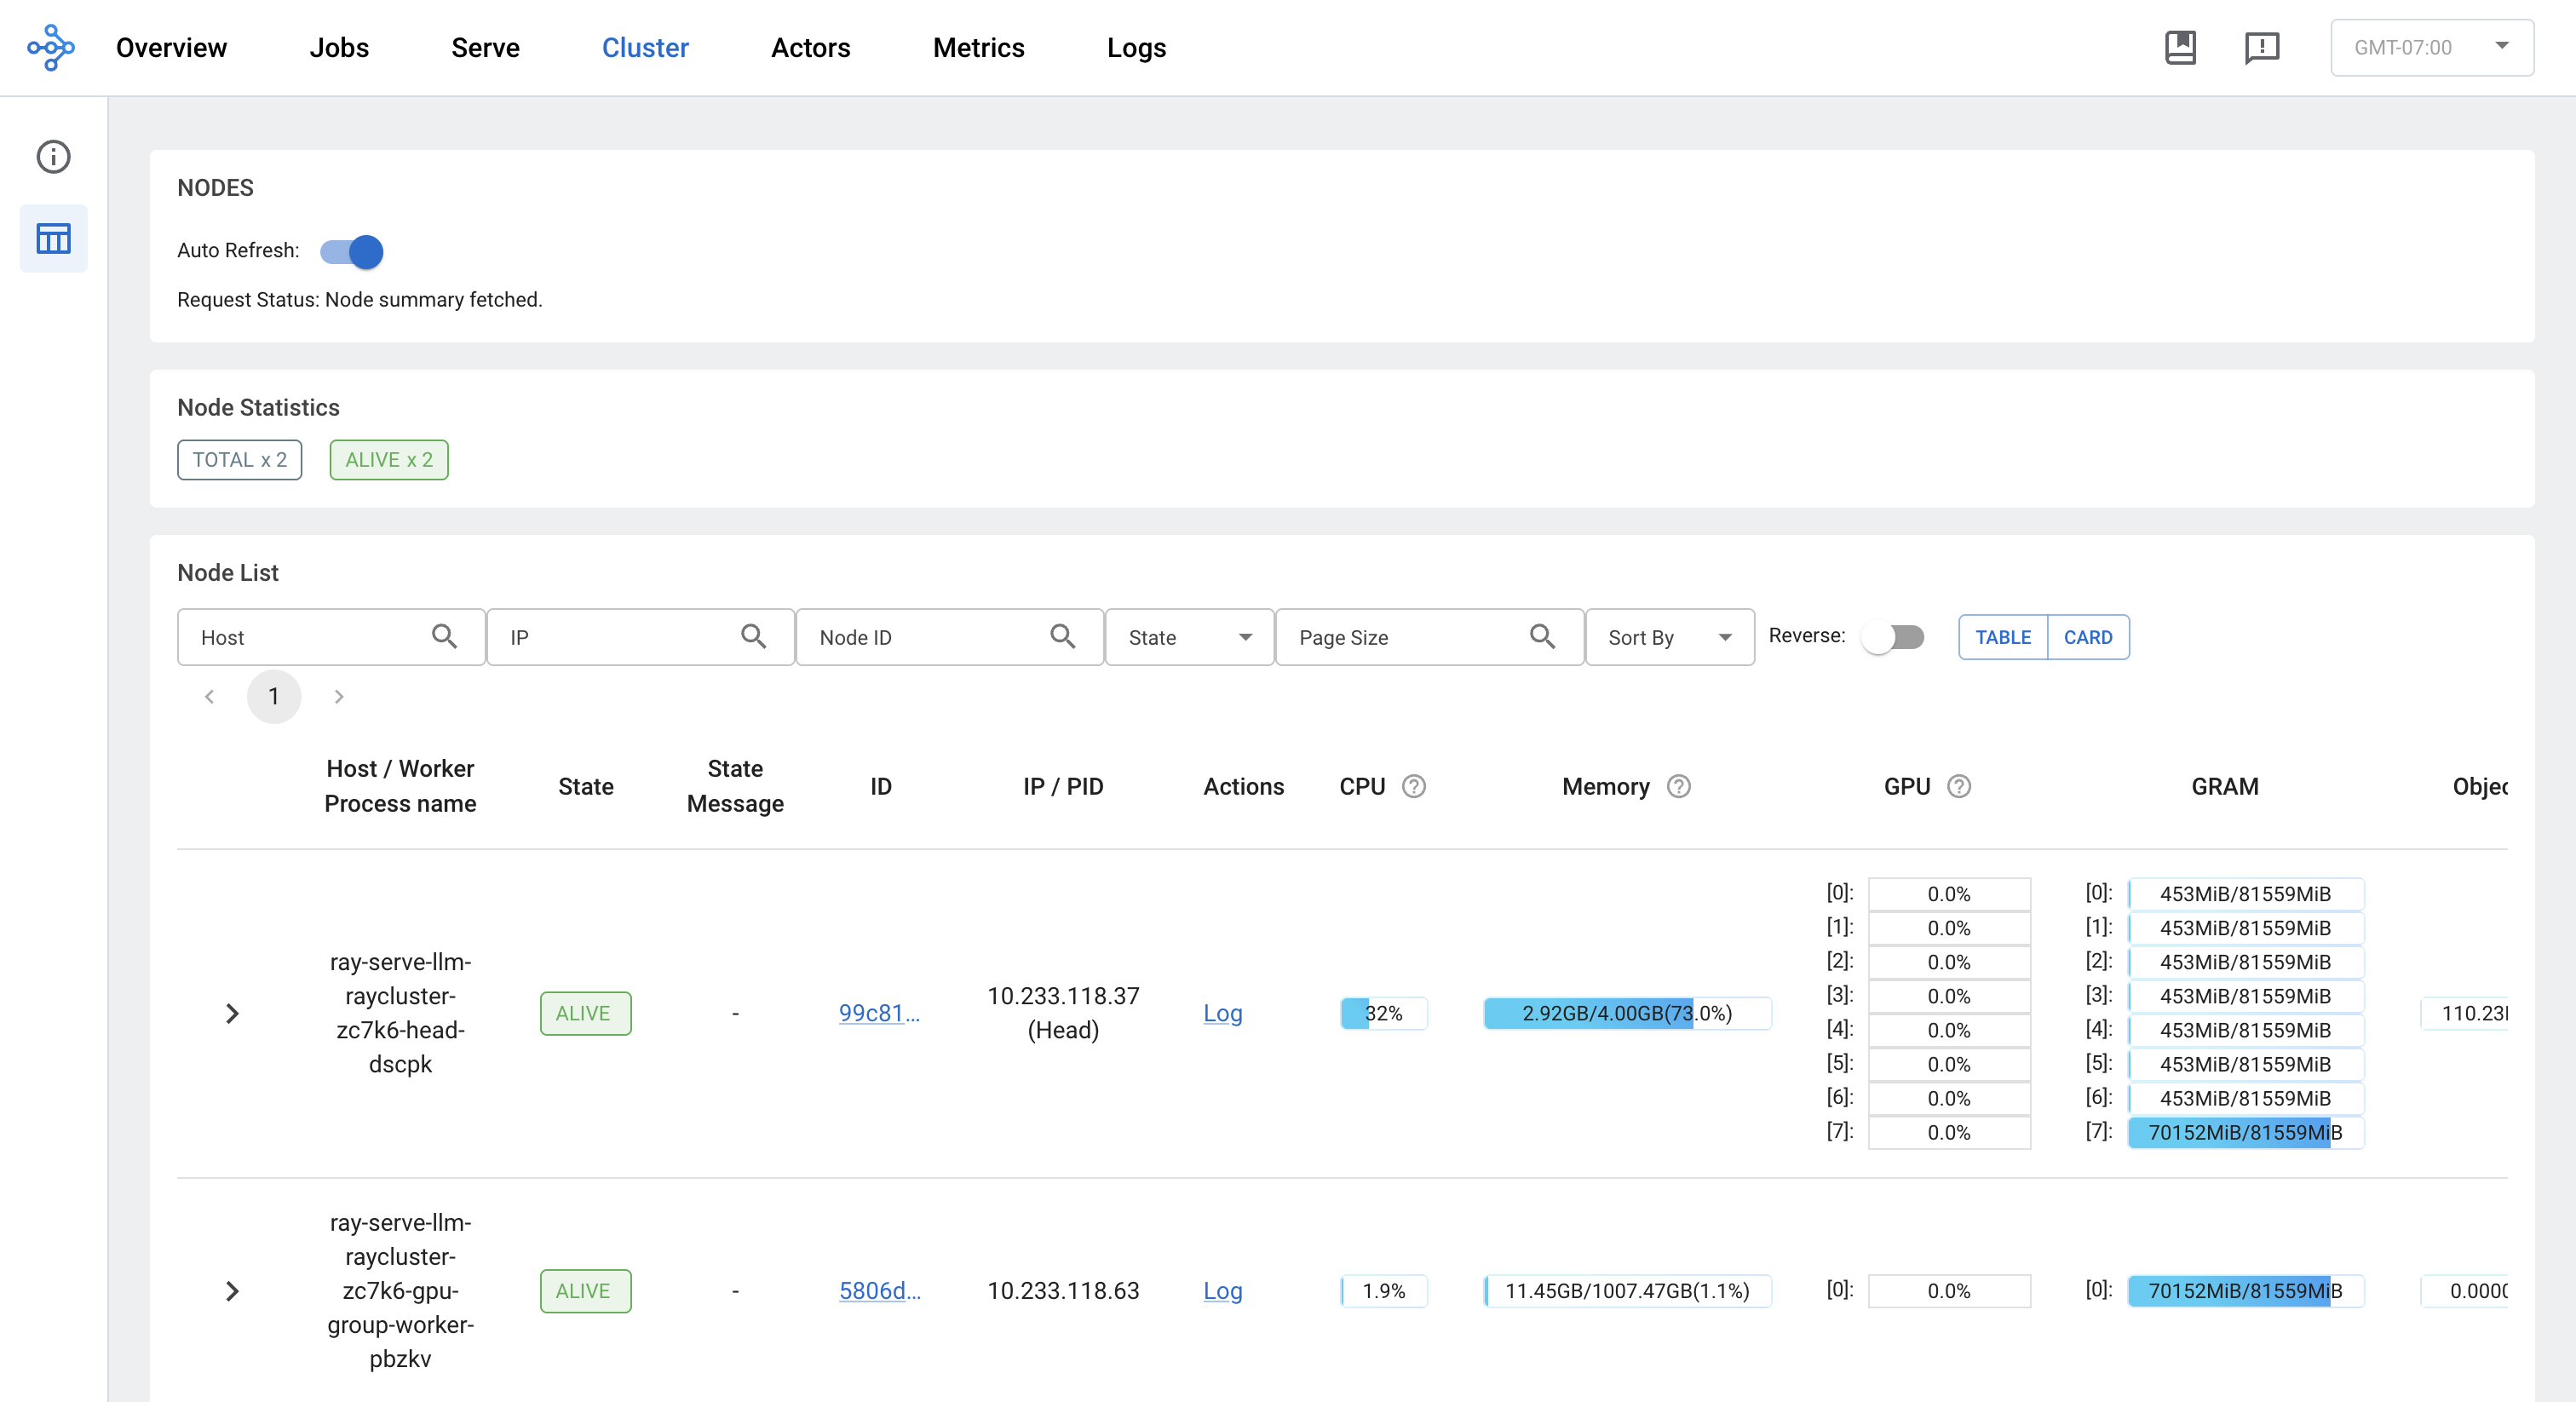 Overview Jobs Serve Cluster Actors Metrics Logs GMT-07:00
NODES
Auto Refresh:
Request Status: Node summary fetched.
Node Statistics
TOTAL x 2 ALIVE x 2
Node List
Host IP Node ID State Page Size Sort By Reverse: TABLE CARD
1
Host / Worker Process name State State Message ID IP / PID Actions CPU Memory GPU GRAM Objec
ray-serve-llm-
raycluster-
zc7k6-head-
dscpk
ALIVE
-
99c81...
10.233.118.37
(Head)
Log
32%
2.92GB/4.00GB(73.0%)
[0]: 0.0%
[1]: 0.0%
[2]: 0.0%
[3]: 0.0%
[4]: 0.0%
[5]: 0.0%
[6]: 0.0%
[7]: 0.0%
[0]: 453MiB/81559MiB
[1]: 453MiB/81559MiB
[2]: 453MiB/81559MiB
[3]: 453MiB/81559MiB
[4]: 453MiB/81559MiB
[5]: 453MiB/81559MiB
[6]: 453MiB/81559MiB
[7]: 70152MiB/81559MiB
110.23
ray-serve-llm-
raycluster-
zc7k6-gpu-
group-worker-
pbzkv
ALIVE
-
5806d...
10.233.118.63
Log
1.9%
11.45GB/1007.47GB(1.1%)
[0]: 0.0%
[0]: 70152MiB/81559MiB
0.000